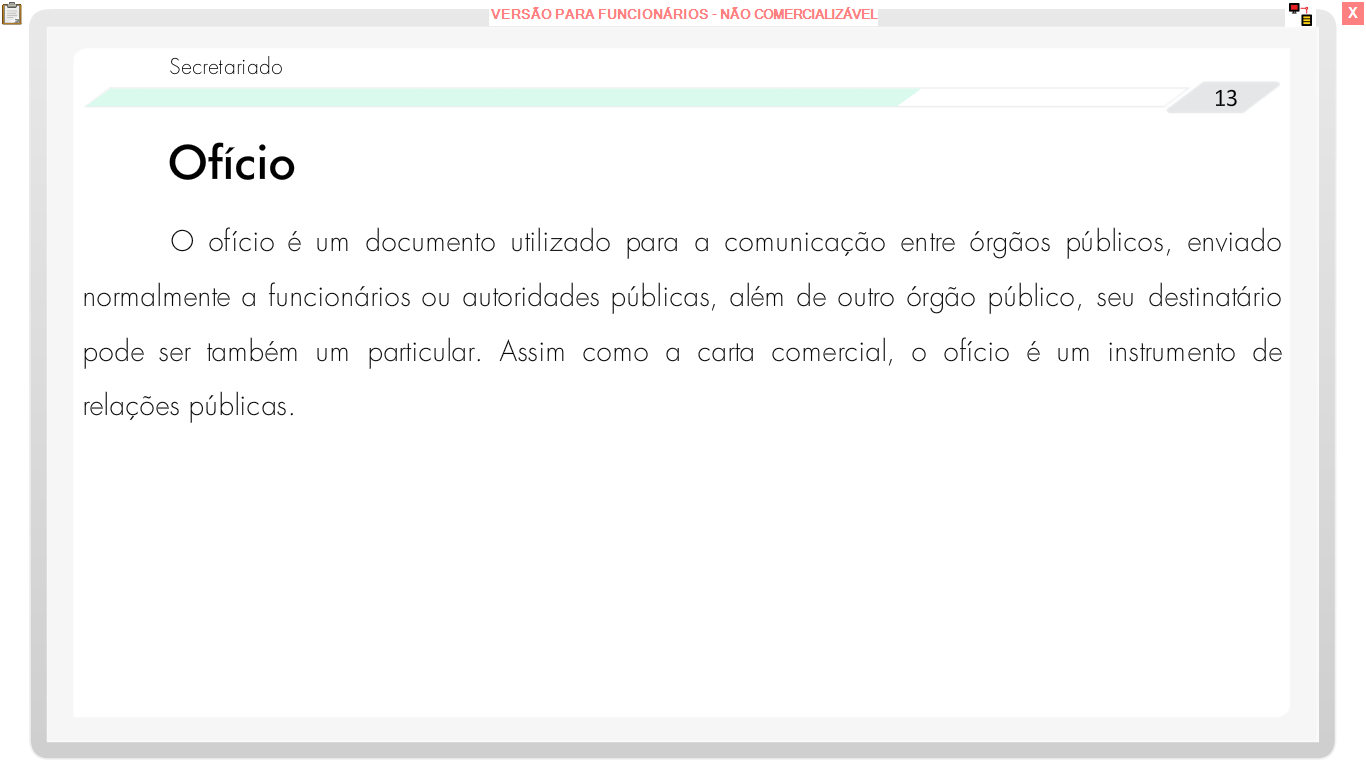 VERSÃO PARA FUNCIONÁRIOS - NÃO COMERCIALIZÁVEL
X
Secretariado
13
Ofício
O ofício é um documento utilizado para a comunicação entre órgãos públicos, enviado
normalmente a funcionários ou autoridades públicas, além de outro órgão público, seu destinatário
pode ser também um particular. Assim como a carta comercial, o ofício é um instrumento de
relações públicas.